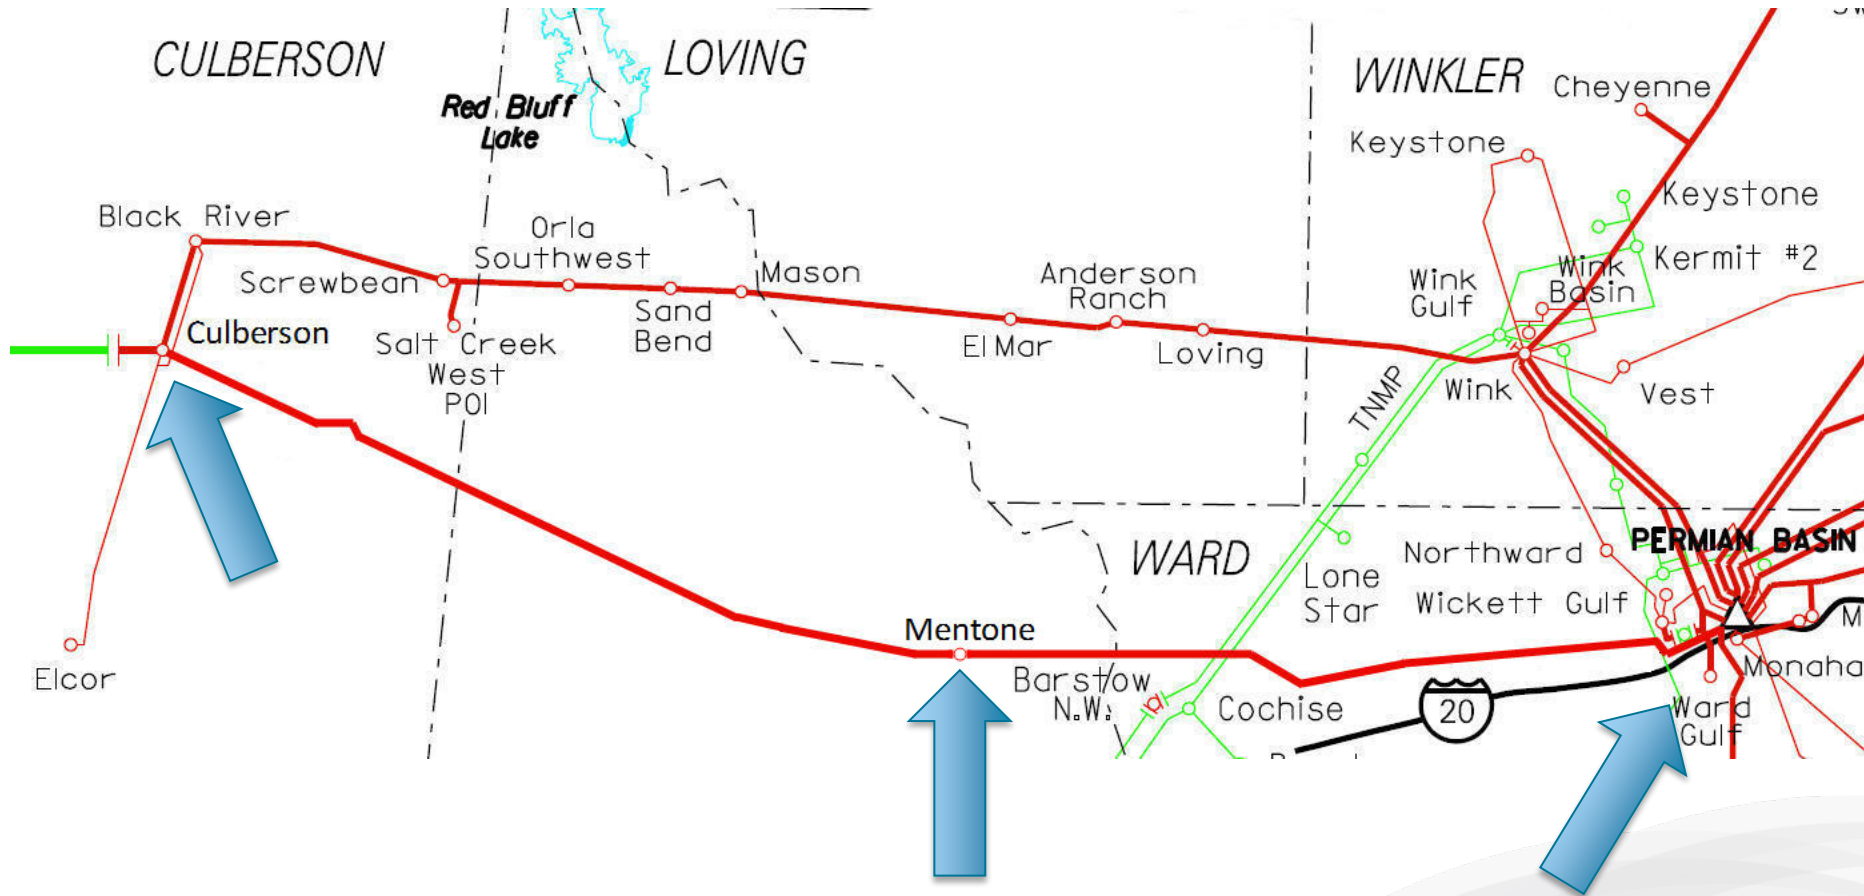 CULBERSON
LOVING
WINKLER
Cheyenne
Red Bluff
Lake
Keystone
Keystone
Black River
Orla
Southwest
Screwbean
Mason
Anderson
Ranch
Wink
Gulf
Wink
Basin
Kermit #2
Culberson
Salt Creek
West
POI
Sand
Bend
El Mar
Loving
TNMP
Wink
Vest
WARD
Northward
PERMIAN BASIN
Lone
Star
Wickett Gulf
Mentone
Elcor
Barstow
N.W.
Cochise
20
Monaha
Ward
Gulf
M